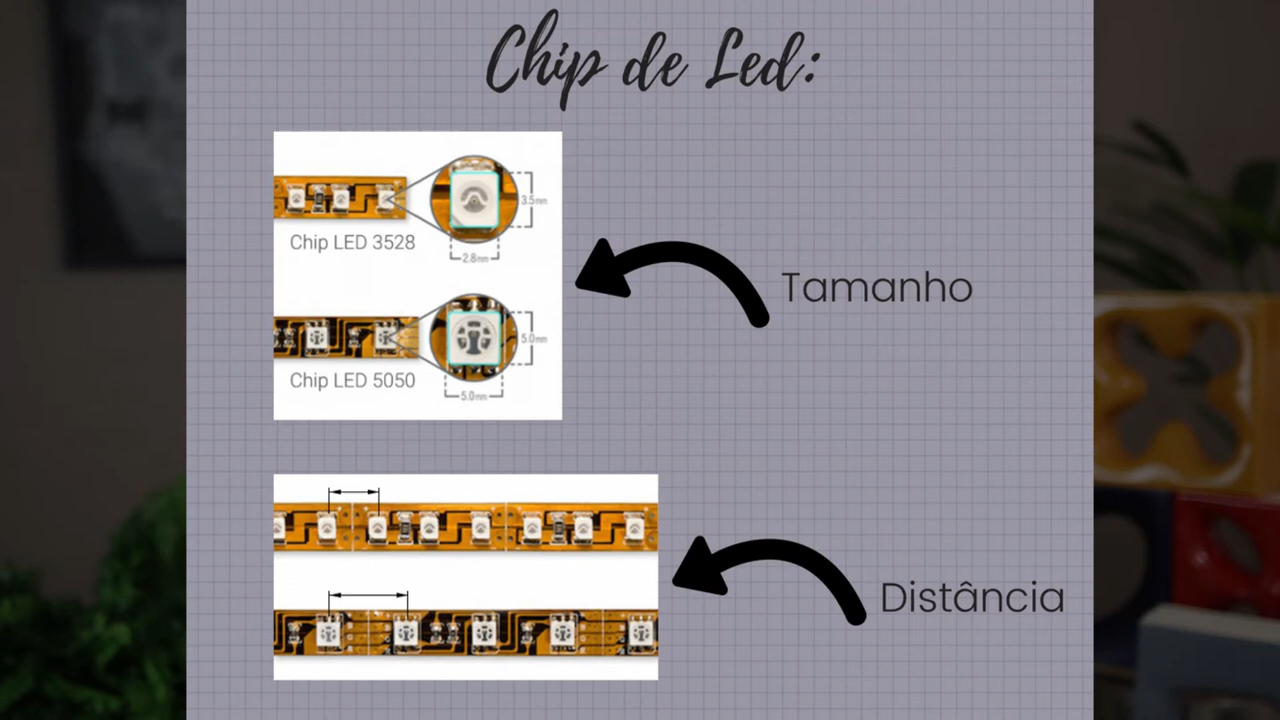 Chip de Led:
3.5mm
Chip LED 3528
2.8mm
Tamanho
5.0mm
Chip LED 5050
5.0mm
Distância